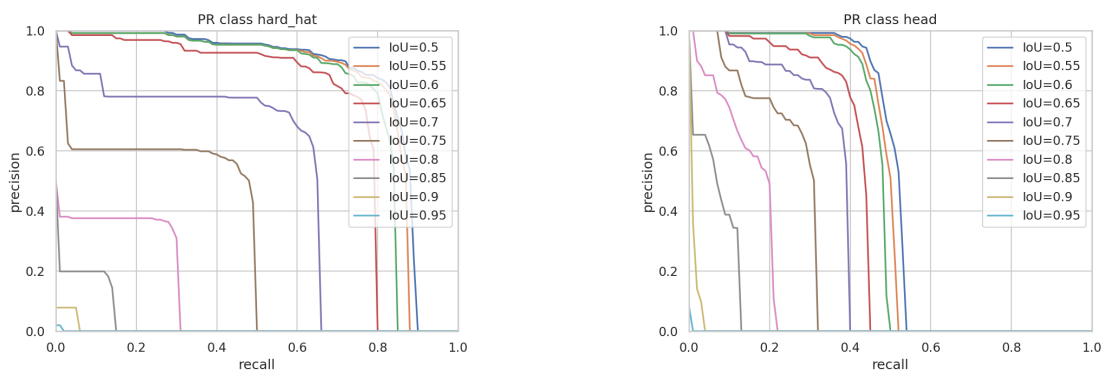 PR class hard_hat
1.0
0.8
0.6
0.4
0.2
0.0
precision
IoU=0.5
IoU=0.55
IoU=0.6
IoU=0.65
IoU=0.7
IoU=0.75
IoU=0.8
IoU=0.85
IoU=0.9
IoU=0.95
0.0 0.2 0.4 0.6 0.8 1.0
recall
PR class head
1.0
0.8
0.6
0.4
0.2
0.0
precision
IoU=0.5
IoU=0.55
IoU=0.6
IoU=0.65
IoU=0.7
IoU=0.75
IoU=0.8
IoU=0.85
IoU=0.9
IoU=0.95
0.0 0.2 0.4 0.6 0.8 1.0
recall